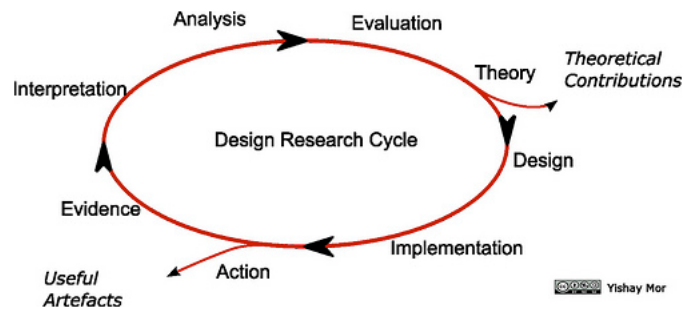 Analysis
Evaluation
Theory
Theoretical
Contributions
Interpretation
Design Research Cycle
Design
Evidence
Implementation
Action
Useful
Artefacts
Yishay Mor